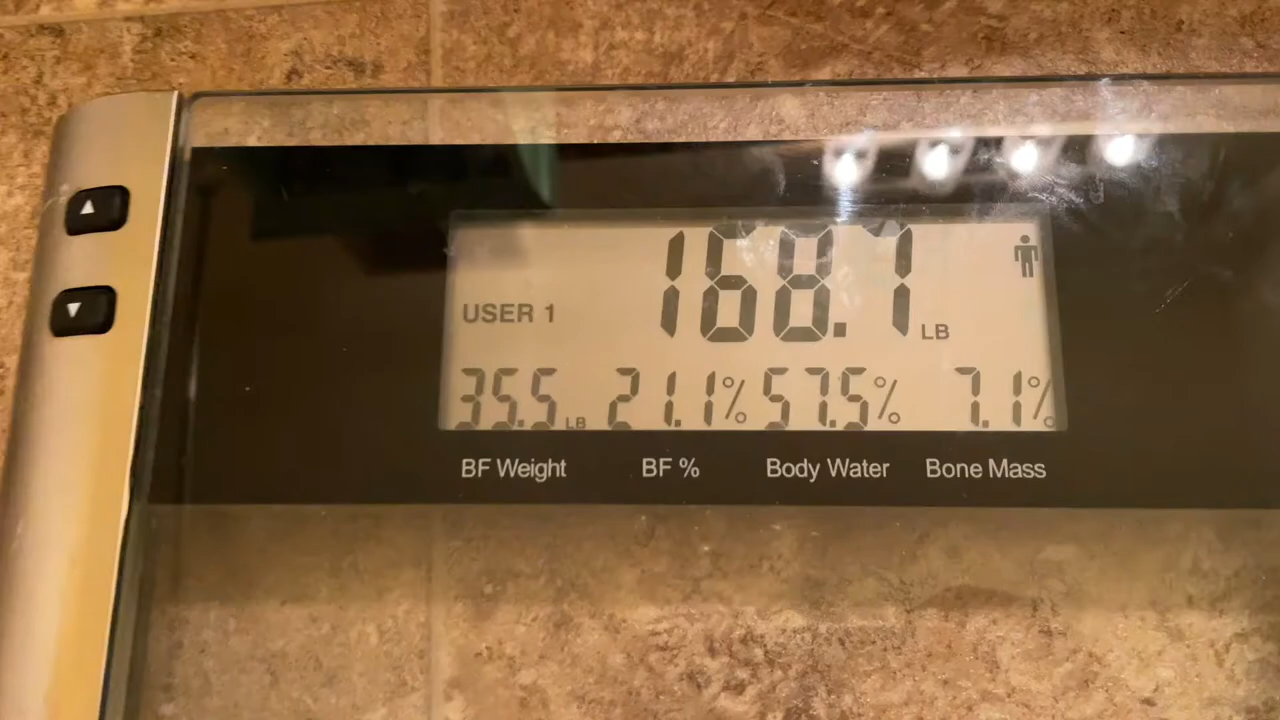 168.7 LB
USER 1
35.5 LB 21.1% 57.5% 7.1%
BF Weight BF % Body Water Bone Mass